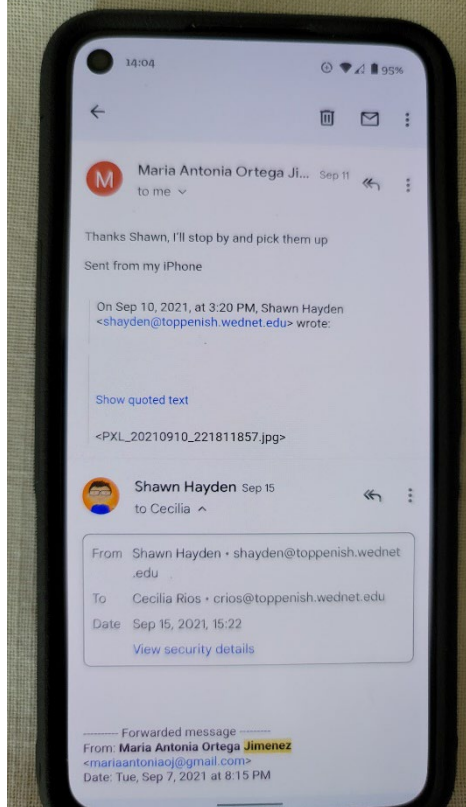 14:04
95%
M
Maria Antonia Ortega Ji... Sep 11
to me
Thanks Shawn, I'll stop by and pick them up
Sent from my iPhone
On Sep 10, 2021, at 3:20 PM, Shawn Hayden
<shayden@toppenish.wednet.edu> wrote:
Show quoted text
<PXL_20210910_221811857.jpg>
Shawn Hayden Sep 15
to Cecilia
From Shawn Hayden • shayden@toppenish.wednet
.edu
To Cecilia Rios • crios@toppenish.wednet.edu
Date Sep 15, 2021, 15:22
View security details
---------- Forwarded message ---------
From: Maria Antonia Ortega Jimenez
<mariaantoniaoj@gmail.com>
Date: Tue, Sep 7, 2021 at 8:15 PM